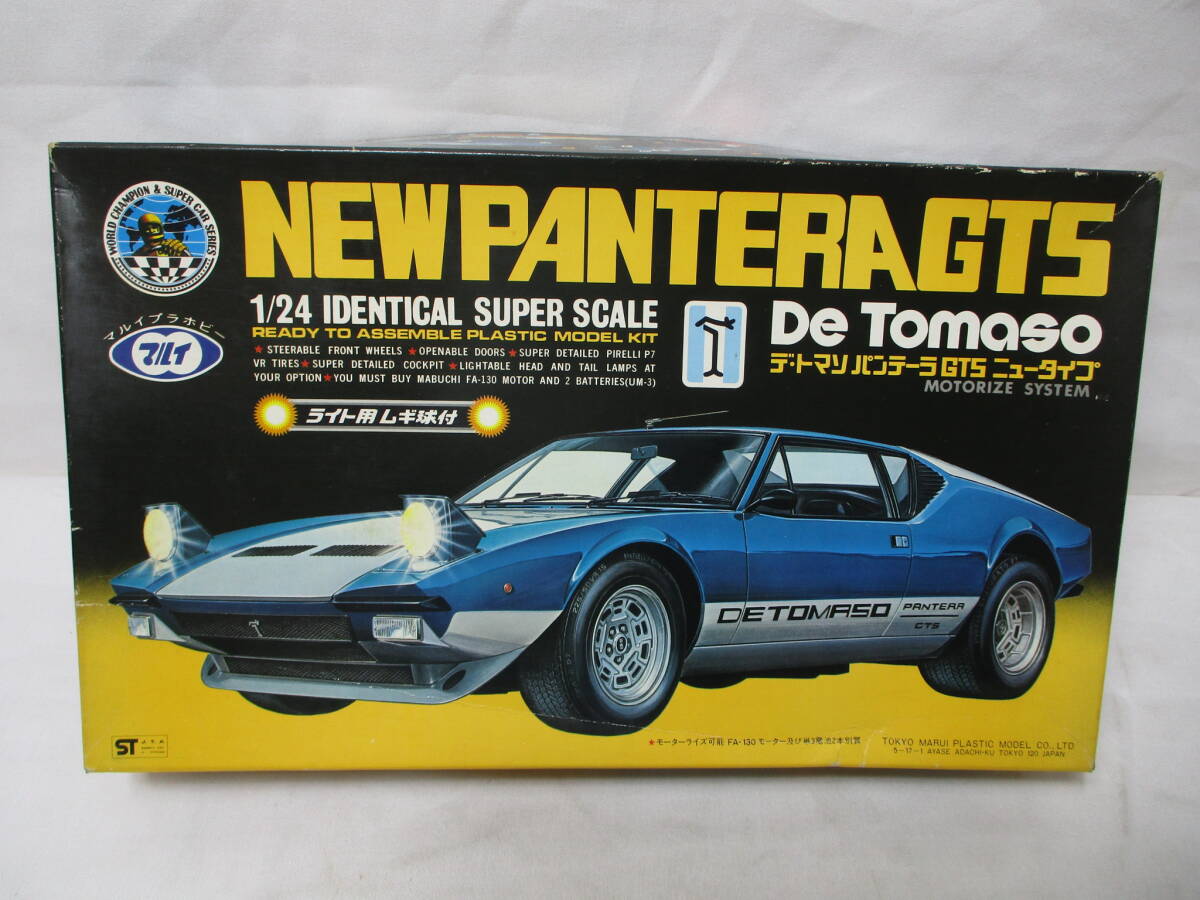 WORLD CHAMPION & SUPER CAR SERIES
NEW PANTERA GTS
1/24 IDENTICAL SUPER SCALE
READY TO ASSEMBLE PLASTIC MODEL KIT
★STEERABLE FRONT WHEELS ★OPENABLE DOORS ★SUPER DETAILED PIRELLI P7
VR TIRES ★SUPER DETAILED COCKPIT ★LIGHTABLE HEAD AND TAIL LAMPS AT
YOUR OPTION ★YOU MUST BUY MABUCHI FA-130 MOTOR AND 2 BATTERIES(UM-3)
マルイプラホビー
マルイ
De Tomaso
デ・トマソ パンテーラ GTS ニュータイプ
MOTORIZE SYSTEM
ライト用ムギ球付
DETOMASO
PANTERA
GTS
ST
★モーターライズ可能 FA-130 モーター及び単3電池2本別買
TOKYO MARUI PLASTIC MODEL CO., LTD
5-17-1 AYASE ADACHI-KU TOKYO 120 JAPAN